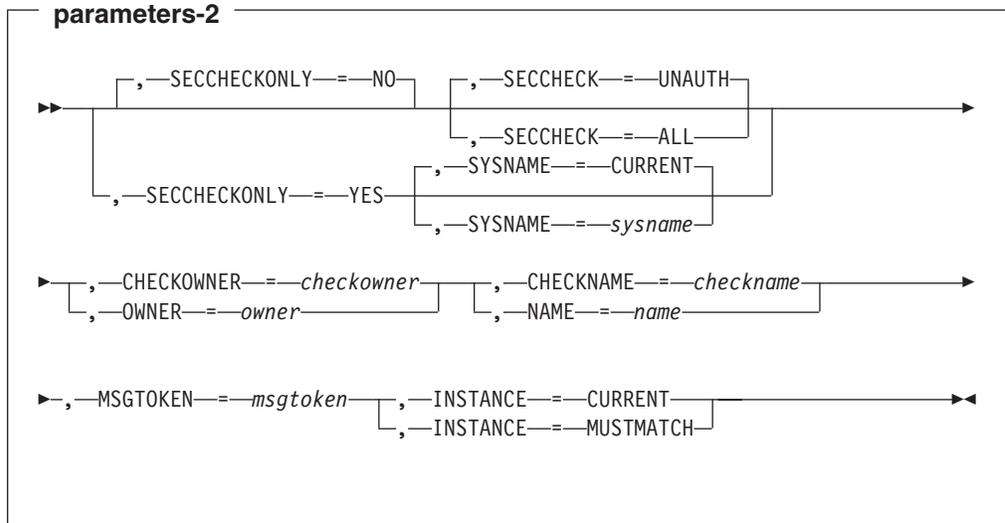 parameters-2
, SECCHECKONLY = NO , SECCHECK = UNAUTH
, SECCHECK = ALL
, SYSNAME = CURRENT
, SECCHECKONLY = YES
, SYSNAME = sysname
, CHECKOWNER = checkowner , CHECKNAME = checkname
, OWNER = owner , NAME = name
, MSGTOKEN = msgtoken , INSTANCE = CURRENT
, INSTANCE = MUSTMATCH